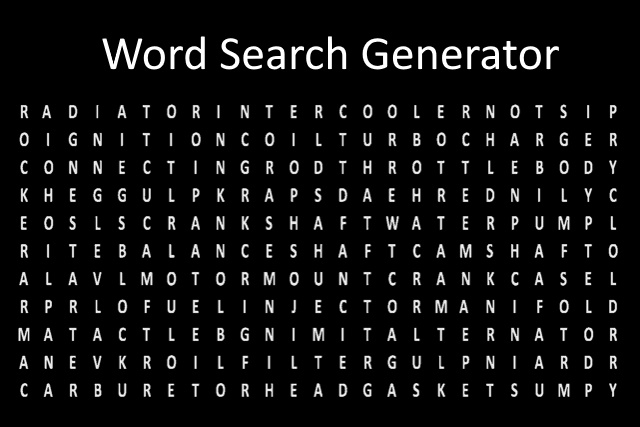 Word Search Generator
R A D I A T O R I N T E R C O O L E R N O T S I P
O I G N I T I O N C O I L T U R B O C H A R G E R
C O N N E C T I N G R O D T H R O T T L E B O D Y
K H E G G U L P K R A P S D A E H R E D N I L Y C
E O S L S C R A N K S H A F T W A T E R P U M P L
R I T E B A L A N C E S H A F T C A M S H A F T O
A L A V L M O T O R M O U N T C R A N K C A S E L
R P R L O F U E L I N J E C T O R M A N I F O L D
M A T A C T L E B G N I M I T A L T E R N A T O R
A N E V K R O I L F I L T E R G U L P N I A R D R
C A R B U R E T O R H E A D G A S K E T S U M P Y